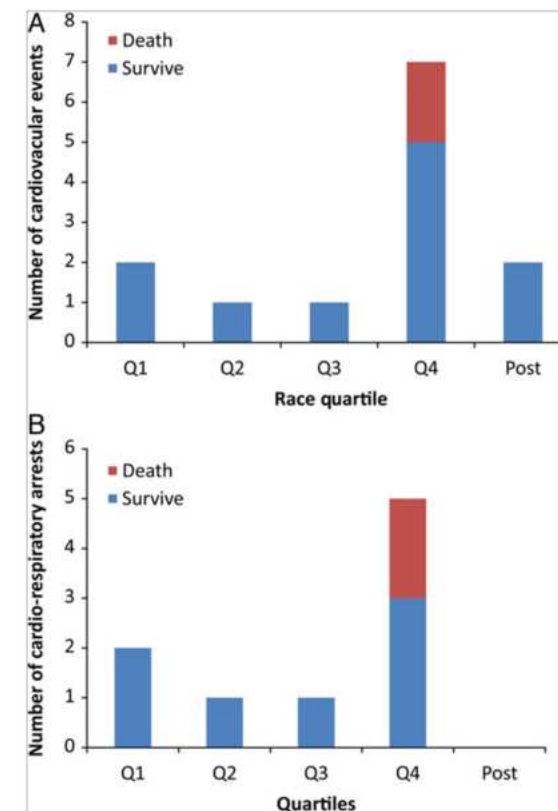 A
Number of cardiovacular events
8
7
6
5
4
3
2
1
0
Death
Survive
Q1 Q2 Q3 Q4 Post
Race quartile
B
Number of cardio-respiratory arrests
6
5
4
3
2
1
0
Death
Survive
Q1 Q2 Q3 Q4 Post
Quartiles